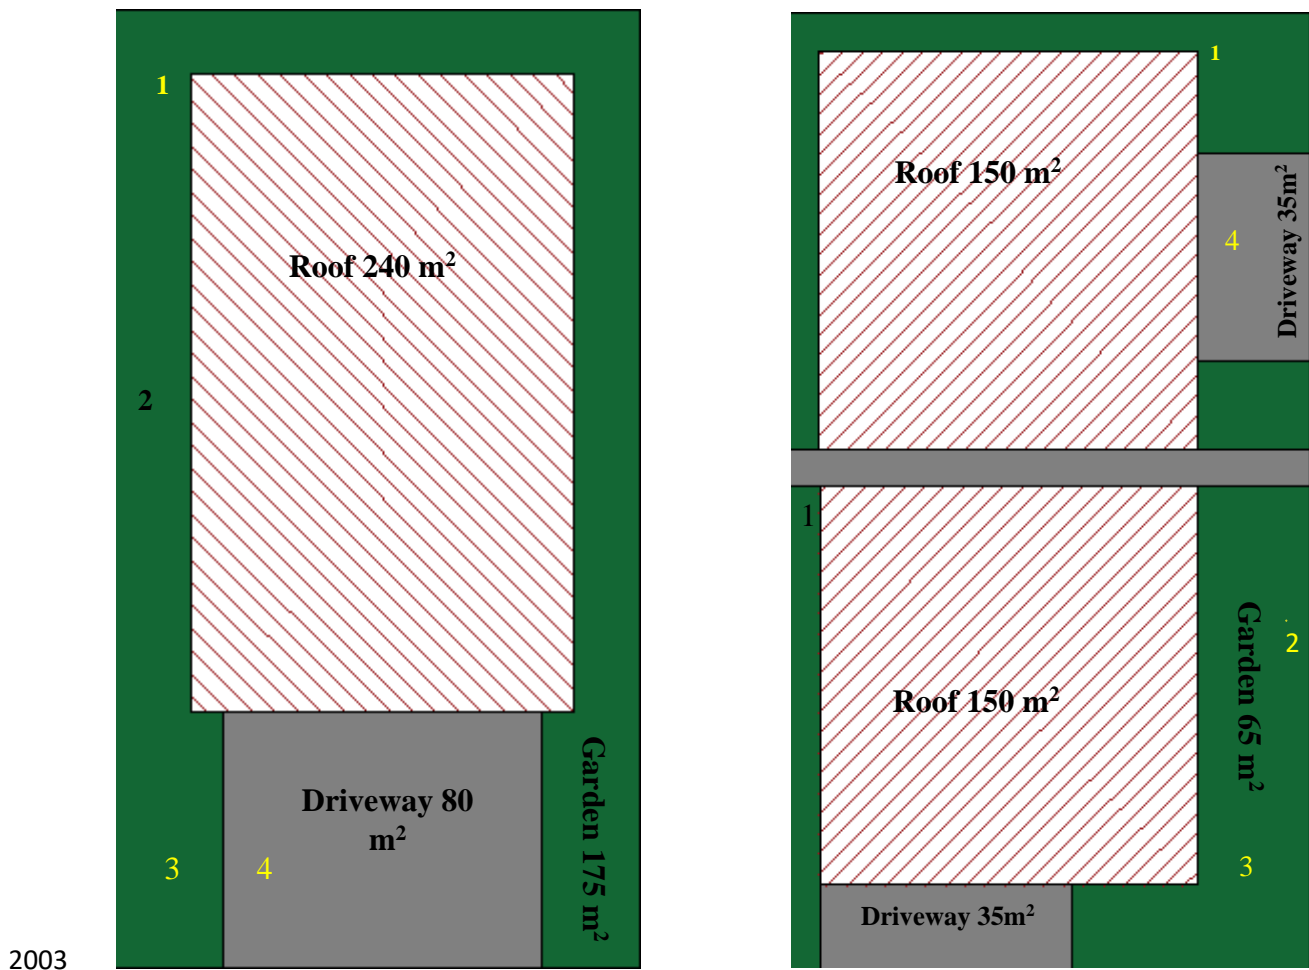 1
Roof 240 m²
2
Driveway 80
m²
Garden 175 m²
3
4
2003
1
Roof 150 m²
Driveway 35m²
4
1
Roof 150 m²
Garden 65 m²
2
3
Driveway 35m²